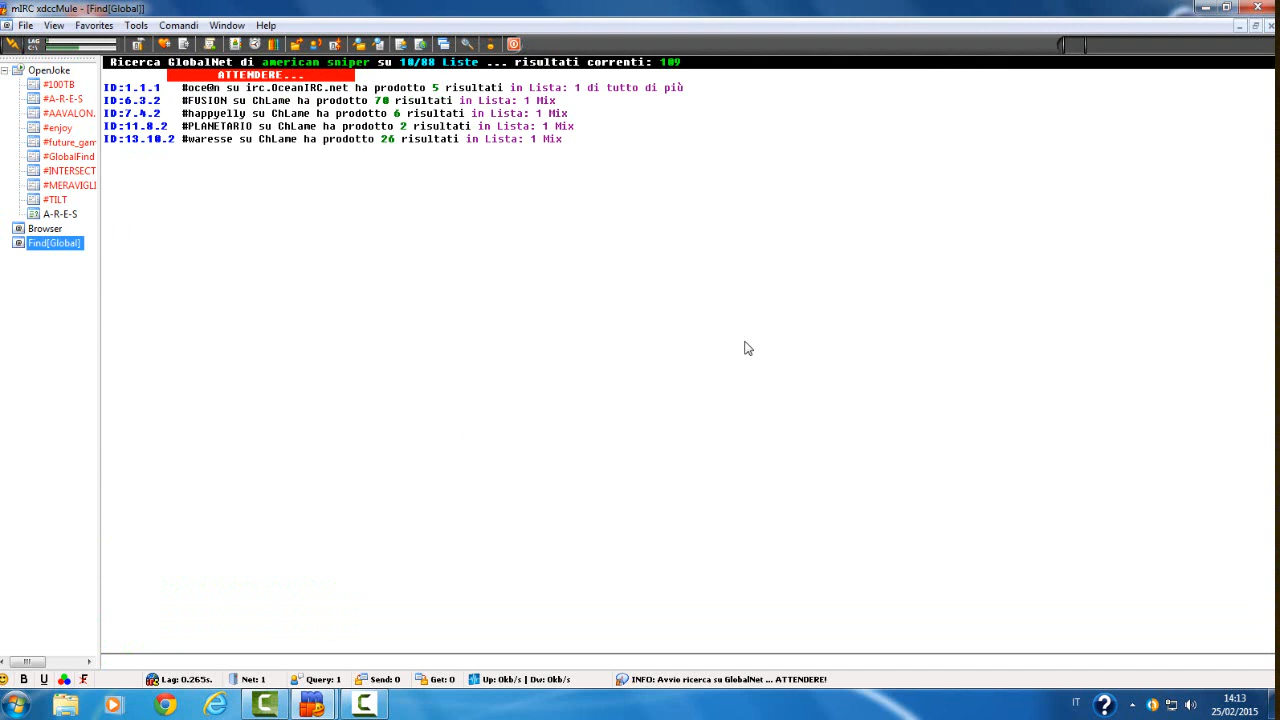 mIRC xdccMule - [Find[Global]]
File View Favorites Tools Comandi Window Help
LAG
C:\
OpenJoke
#100TB
#A-R-E-S
#AAVALON.
#enjoy
#future_gam
#GlobalFind
#INTERSECT
#MERAVIGLI
#TILT
A-R-E-S
Browser
Find[Global]
Ricerca GlobalNet di american sniper su 10/88 Liste ... risultati correnti: 109
ATTENDERE...
ID:1.1.1 #oce@n su irc.OceanIRC.net ha prodotto 5 risultati in Lista: 1 di tutto di più
ID:6.3.2 #FUSION su ChLame ha prodotto 70 risultati in Lista: 1 Mix
ID:7.4.2 #happyelly su ChLame ha prodotto 6 risultati in Lista: 1 Mix
ID:11.8.2 #PLANETARIO su ChLame ha prodotto 2 risultati in Lista: 1 Mix
ID:13.10.2 #waresse su ChLame ha prodotto 26 risultati in Lista: 1 Mix
B U F Lag: 0.265s. Net: 1 Query: 1 Send: 0 Get: 0 Up: 0kb/s | Dv: 0kb/s INFO: Avvio ricerca su GlobalNet ... ATTENDERE!
IT
14:13
25/02/2015